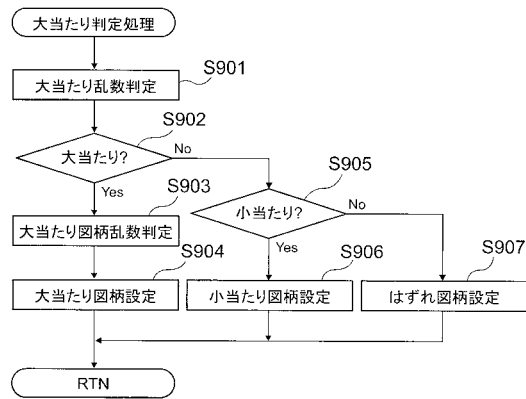 大当たり判定処理
S901
大当たり乱数判定
S902
大当たり?
No
Yes
S905
小当たり?
No
Yes
S903
大当たり図柄乱数判定
S904
大当たり図柄設定
S906
小当たり図柄設定
S907
はずれ図柄設定
RTN